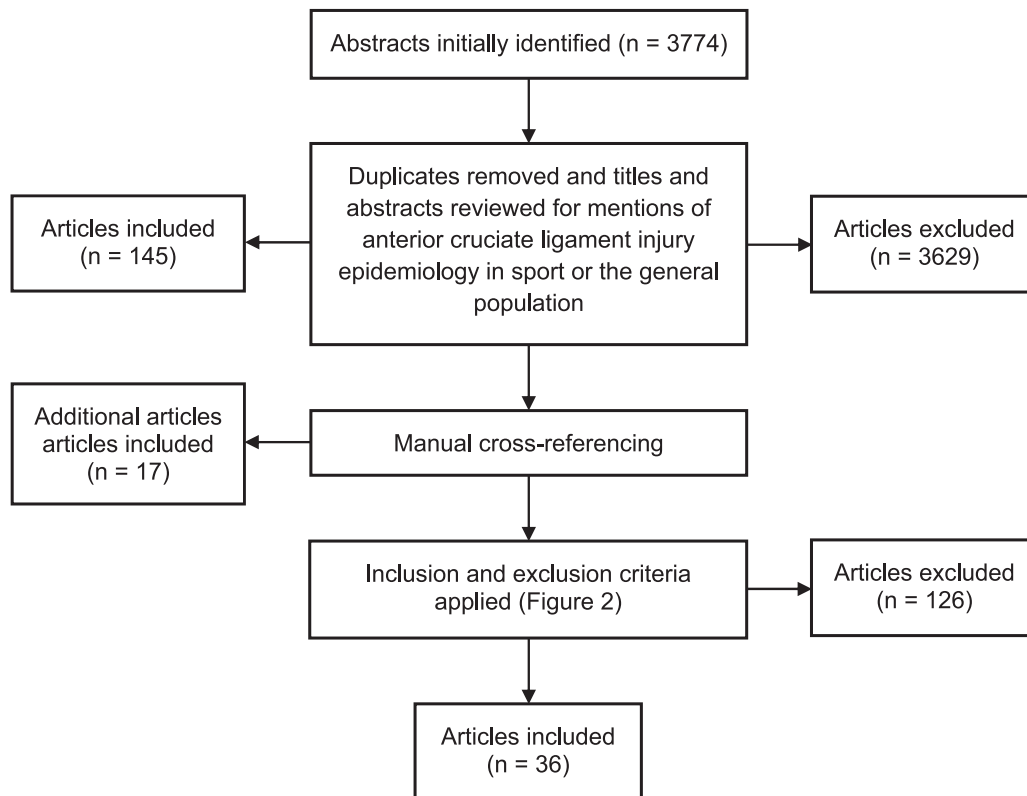 Abstracts initially identified (n = 3774)
Duplicates removed and titles and
abstracts reviewed for mentions of
anterior cruciate ligament injury
epidemiology in sport or the general
population
Articles included
(n = 145)
Articles excluded
(n = 3629)
Manual cross-referencing
Additional articles
articles included
(n = 17)
Inclusion and exclusion criteria
applied (Figure 2)
Articles excluded
(n = 126)
Articles included
(n = 36)